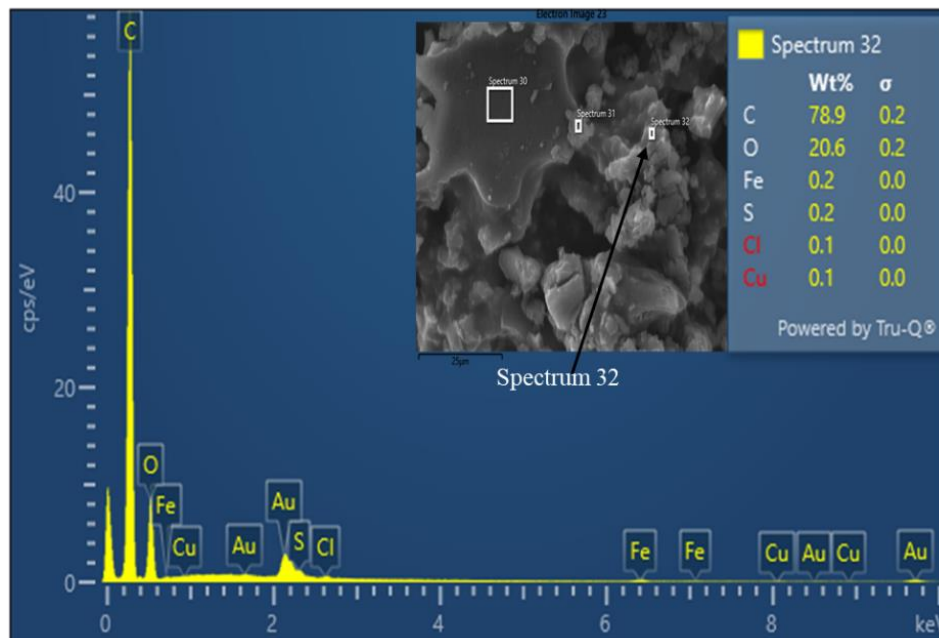 Electron Image 23
Spectrum 30
Spectrum 31
Spectrum 32
25µm
Spectrum 32
Spectrum 32
Wt% σ
C 78.9 0.2
O 20.6 0.2
Fe 0.2 0.0
S 0.2 0.0
Cl 0.1 0.0
Cu 0.1 0.0
Powered by Tru-Q®
cps/eV
40
20
0
C
O
Fe
Cu
Au
Au
S
Cl
Fe
Fe
Cu
Au
Cu
Au
0 2 4 6 8 keV